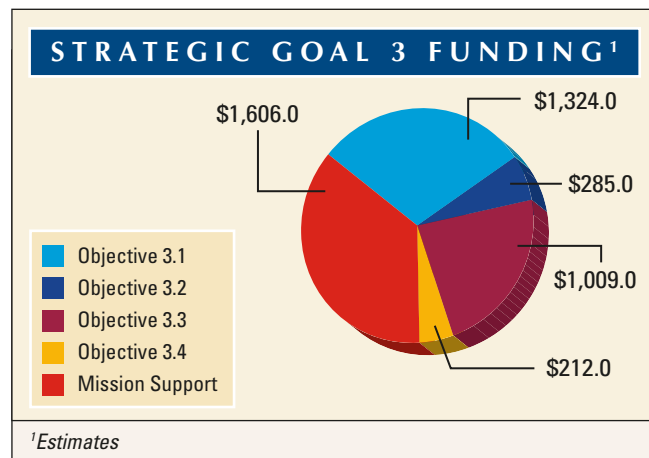 STRATEGIC GOAL 3 FUNDING¹
$1,606.0
$1,324.0
$285.0
$1,009.0
$212.0
Objective 3.1
Objective 3.2
Objective 3.3
Objective 3.4
Mission Support
¹Estimates